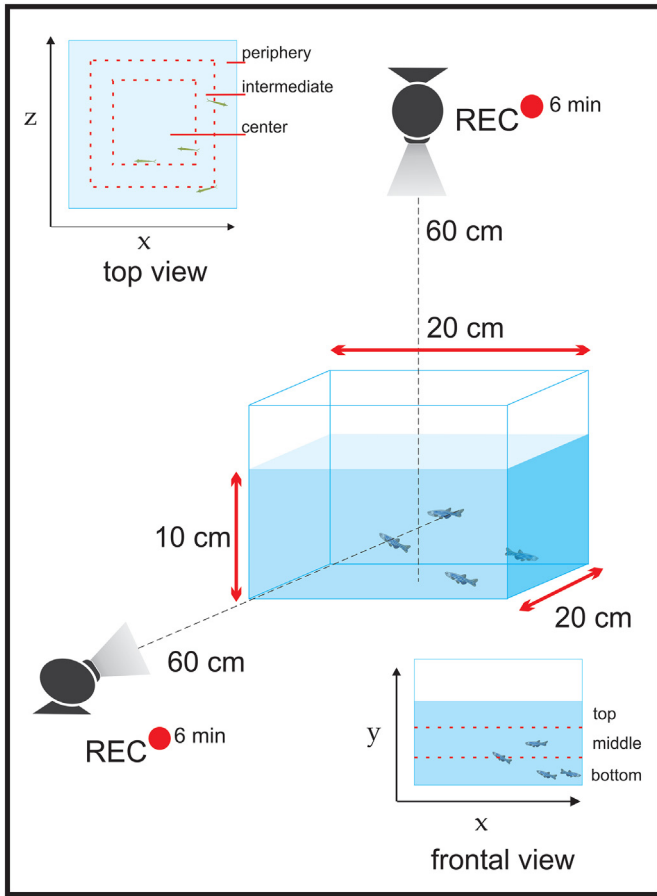 periphery
intermediate
center
z
x
top view
REC 6 min
60 cm
20 cm
10 cm
20 cm
60 cm
REC 6 min
top
middle
bottom
y
x
frontal view